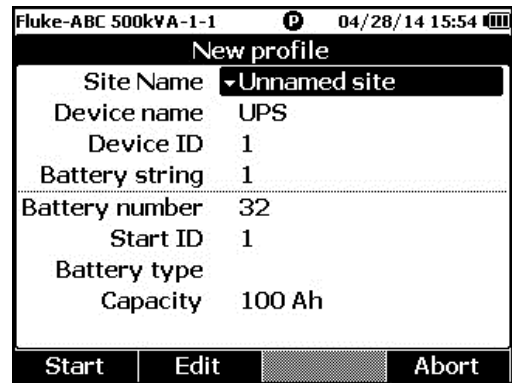 Fluke-ABC 500kVA-1-1 P 04/28/14 15:54
New profile
Site Name Unnamed site
Device name UPS
Device ID 1
Battery string 1
Battery number 32
Start ID 1
Battery type
Capacity 100 Ah
Start Edit Abort